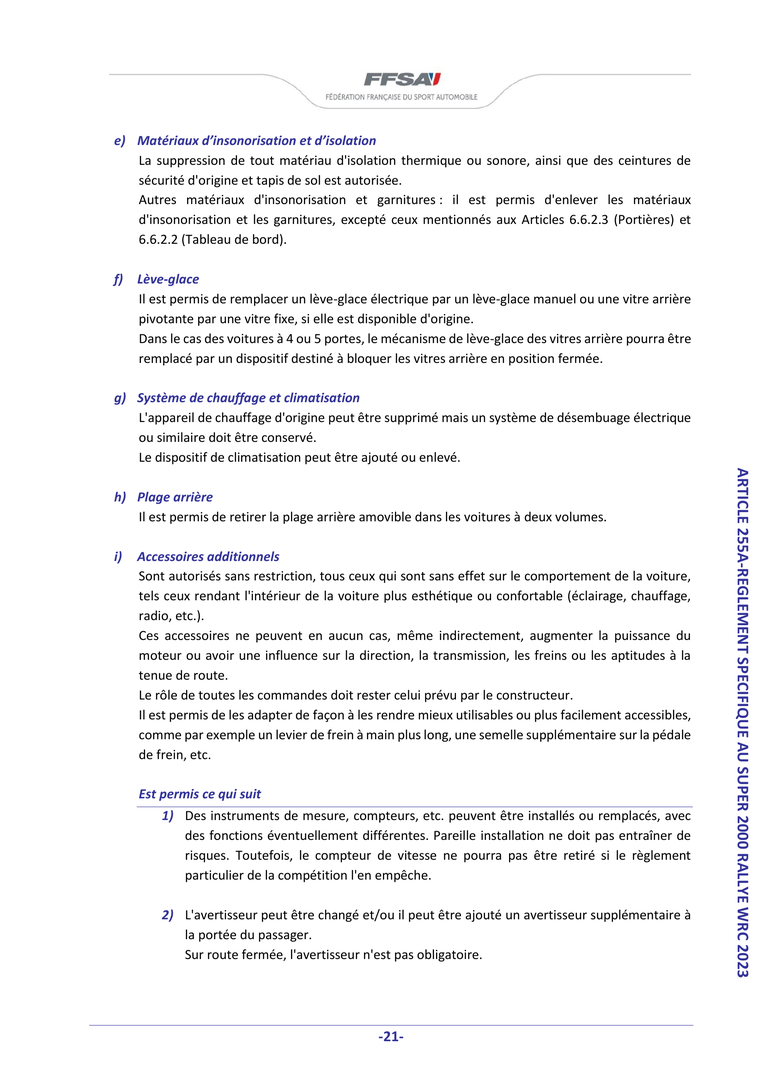 FFSA
FÉDÉRATION FRANÇAISE DU SPORT AUTOMOBILE
e) Matériaux d'insonorisation et d'isolation
La suppression de tout matériau d'isolation thermique ou sonore, ainsi que des ceintures de
sécurité d'origine et tapis de sol est autorisée.
Autres matériaux d'insonorisation et garnitures : il est permis d'enlever les matériaux
d'insonorisation et les garnitures, excepté ceux mentionnés aux Articles 6.6.2.3 (Portières) et
6.6.2.2 (Tableau de bord).
f) Lève-glace
Il est permis de remplacer un lève-glace électrique par un lève-glace manuel ou une vitre arrière
pivotante par une vitre fixe, si elle est disponible d'origine.
Dans le cas des voitures à 4 ou 5 portes, le mécanisme de lève-glace des vitres arrière pourra être
remplacé par un dispositif destiné à bloquer les vitres arrière en position fermée.
g) Système de chauffage et climatisation
L'appareil de chauffage d'origine peut être supprimé mais un système de désembuage électrique
ou similaire doit être conservé.
Le dispositif de climatisation peut être ajouté ou enlevé.
h) Plage arrière
Il est permis de retirer la plage arrière amovible dans les voitures à deux volumes.
i) Accessoires additionnels
Sont autorisés sans restriction, tous ceux qui sont sans effet sur le comportement de la voiture,
tels ceux rendant l'intérieur de la voiture plus esthétique ou confortable (éclairage, chauffage,
radio, etc.).
Ces accessoires ne peuvent en aucun cas, même indirectement, augmenter la puissance du
moteur ou avoir une influence sur la direction, la transmission, les freins ou les aptitudes à la
tenue de route.
Le rôle de toutes les commandes doit rester celui prévu par le constructeur.
Il est permis de les adapter de façon à les rendre mieux utilisables ou plus facilement accessibles,
comme par exemple un levier de frein à main plus long, une semelle supplémentaire sur la pédale
de frein, etc.
Est permis ce qui suit
1) Des instruments de mesure, compteurs, etc. peuvent être installés ou remplacés, avec
des fonctions éventuellement différentes. Pareille installation ne doit pas entraîner de
risques. Toutefois, le compteur de vitesse ne pourra pas être retiré si le règlement
particulier de la compétition l'en empêche.
2) L'avertisseur peut être changé et/ou il peut être ajouté un avertisseur supplémentaire à
la portée du passager.
Sur route fermée, l'avertisseur n'est pas obligatoire.
ARTICLE 255A-REGLEMENT SPECIFIQUE AU SUPER 2000 RALLYE WRC 2023
-21-